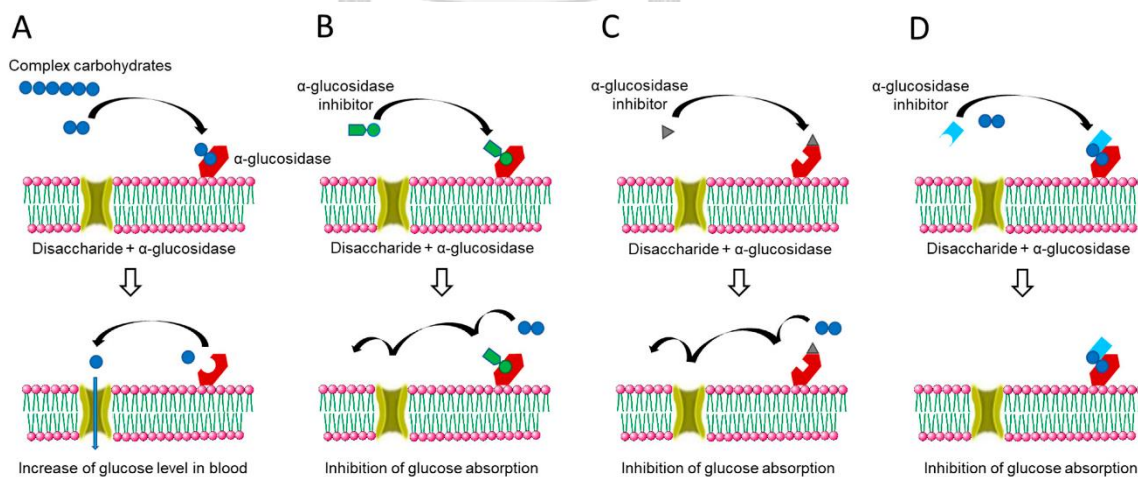 A
Complex carbohydrates
α-glucosidase
Disaccharide + α-glucosidase
Increase of glucose level in blood
B
α-glucosidase
inhibitor
Disaccharide + α-glucosidase
Inhibition of glucose absorption
C
α-glucosidase
inhibitor
Disaccharide + α-glucosidase
Inhibition of glucose absorption
D
α-glucosidase
inhibitor
Disaccharide + α-glucosidase
Inhibition of glucose absorption